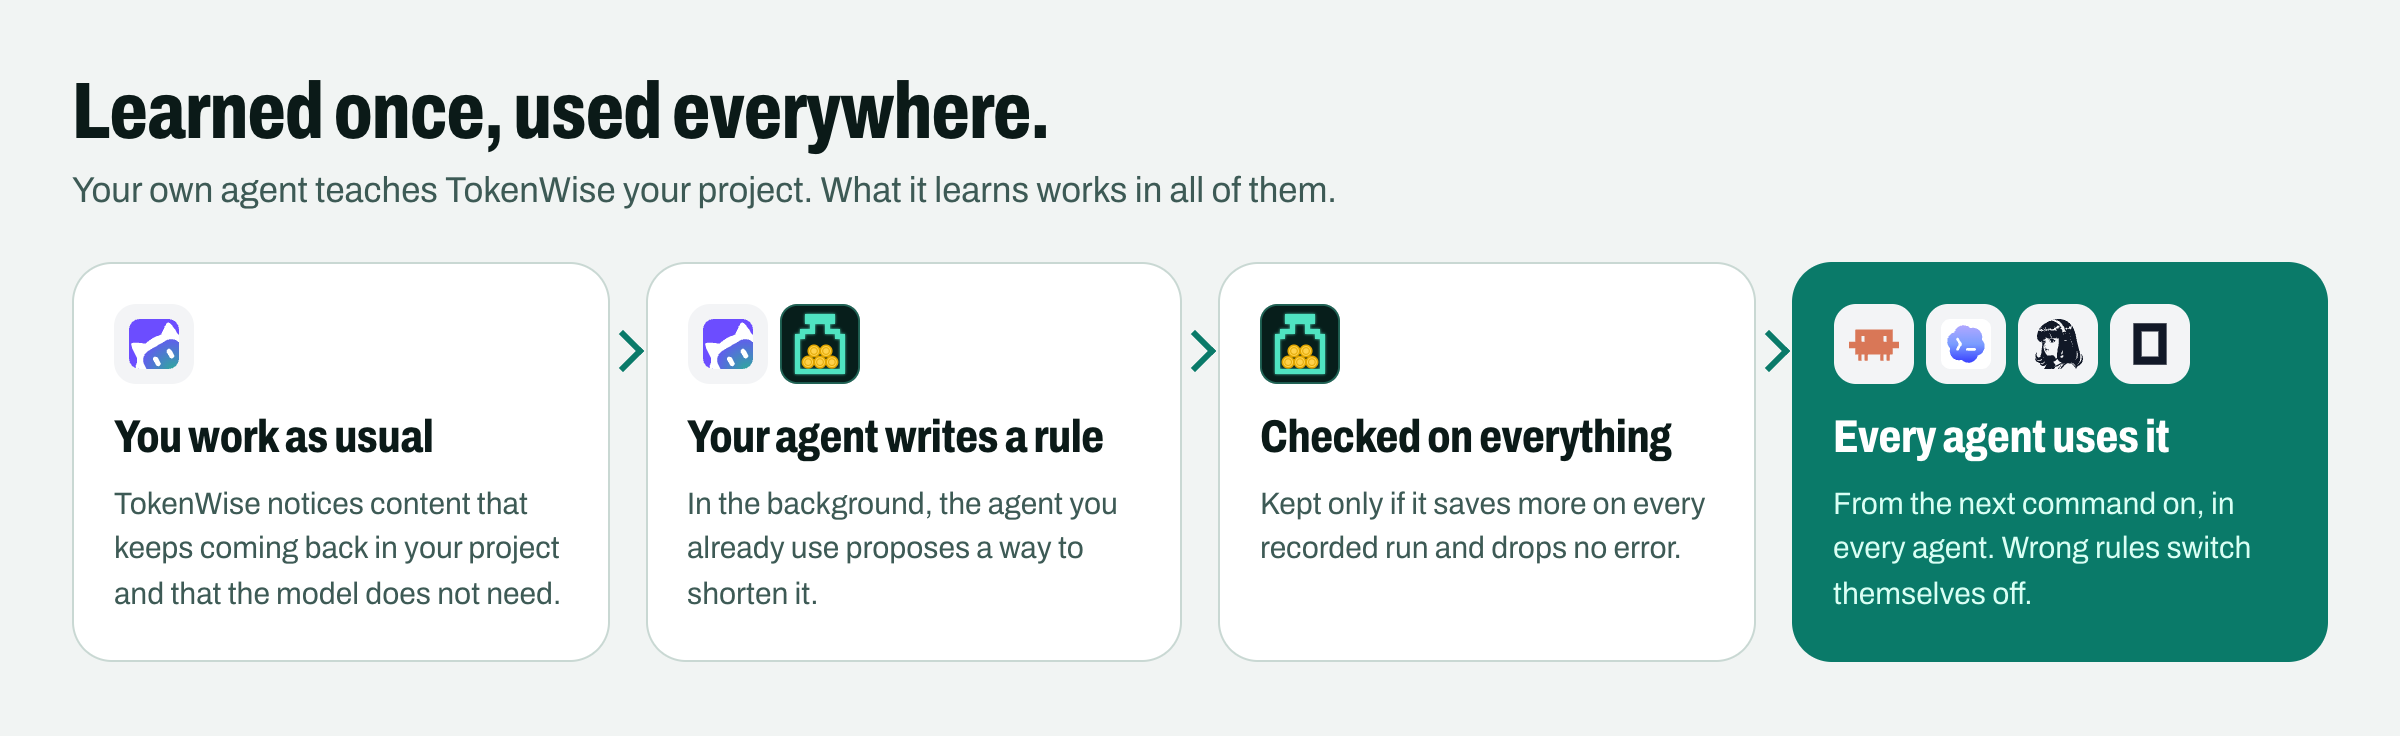 Learned once, used everywhere.
Your own agent teaches TokenWise your project. What it learns works in all of them.
You work as usual
TokenWise notices content that
keeps coming back in your project
and that the model does not need.
Your agent writes a rule
In the background, the agent you
already use proposes a way to
shorten it.
Checked on everything
Kept only if it saves more on every
recorded run and drops no error.
Every agent uses it
From the next command on, in
every agent. Wrong rules switch
themselves off.